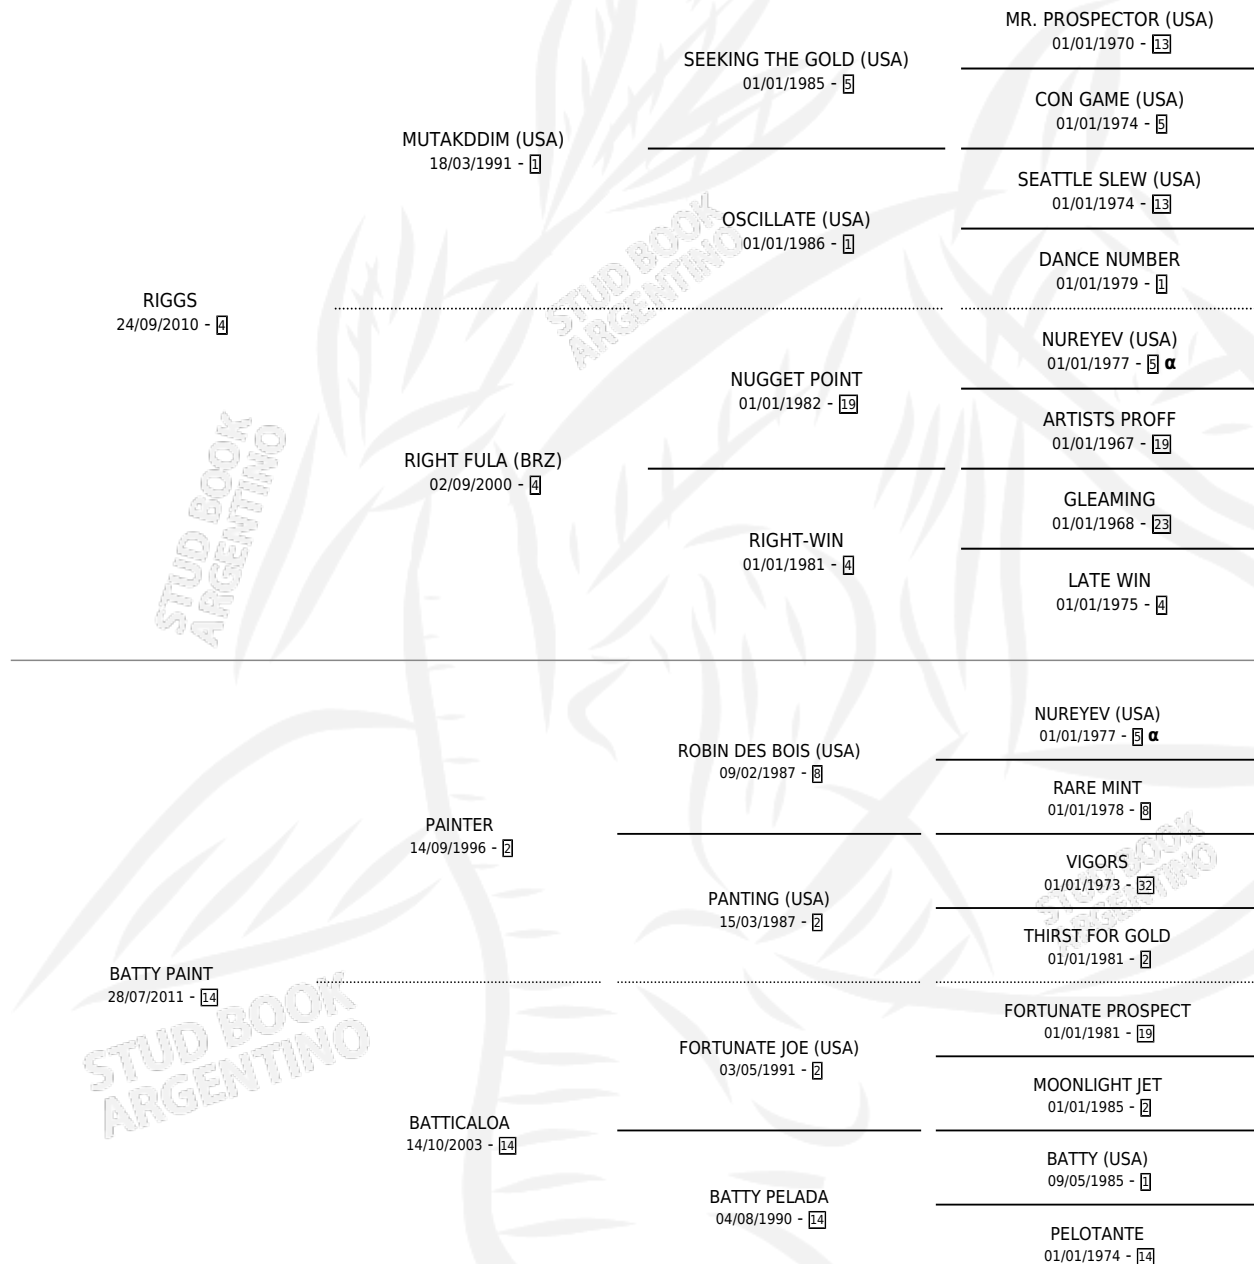 MR. PROSPECTOR (USA)
01/01/1970 - 13
SEEKING THE GOLD (USA)
01/01/1985 - 5
CON GAME (USA)
01/01/1974 - 5
MUTAKDDIM (USA)
18/03/1991 - 1
SEATTLE SLEW (USA)
01/01/1974 - 13
OSCILLATE (USA)
01/01/1986 - 1
DANCE NUMBER
01/01/1979 - 1
RIGGS
24/09/2010 - 4
NUREYEV (USA)
01/01/1977 - 5 α
NUGGET POINT
01/01/1982 - 19
ARTISTS PROFF
01/01/1967 - 19
RIGHT FULA (BRZ)
02/09/2000 - 4
GLEAMING
01/01/1968 - 23
RIGHT-WIN
01/01/1981 - 4
LATE WIN
01/01/1975 - 4
NUREYEV (USA)
01/01/1977 - 5 α
ROBIN DES BOIS (USA)
09/02/1987 - 8
RARE MINT
01/01/1978 - 8
PAINTER
14/09/1996 - 2
VIGORS
01/01/1973 - 32
PANTING (USA)
15/03/1987 - 2
THIRST FOR GOLD
01/01/1981 - 2
BATTY PAINT
28/07/2011 - 14
FORTUNATE PROSPECT
01/01/1981 - 19
FORTUNATE JOE (USA)
03/05/1991 - 2
MOONLIGHT JET
01/01/1985 - 2
BATTICALOA
14/10/2003 - 14
BATTY (USA)
09/05/1985 - 1
BATTY PELADA
04/08/1990 - 14
PELOTANTE
01/01/1974 - 14
STUD BOOK
ARGENTINO
STUD BOOK
ARGENTINO
STUD BOOK
ARGENTINO
STUD BOOK
ARGENTINO